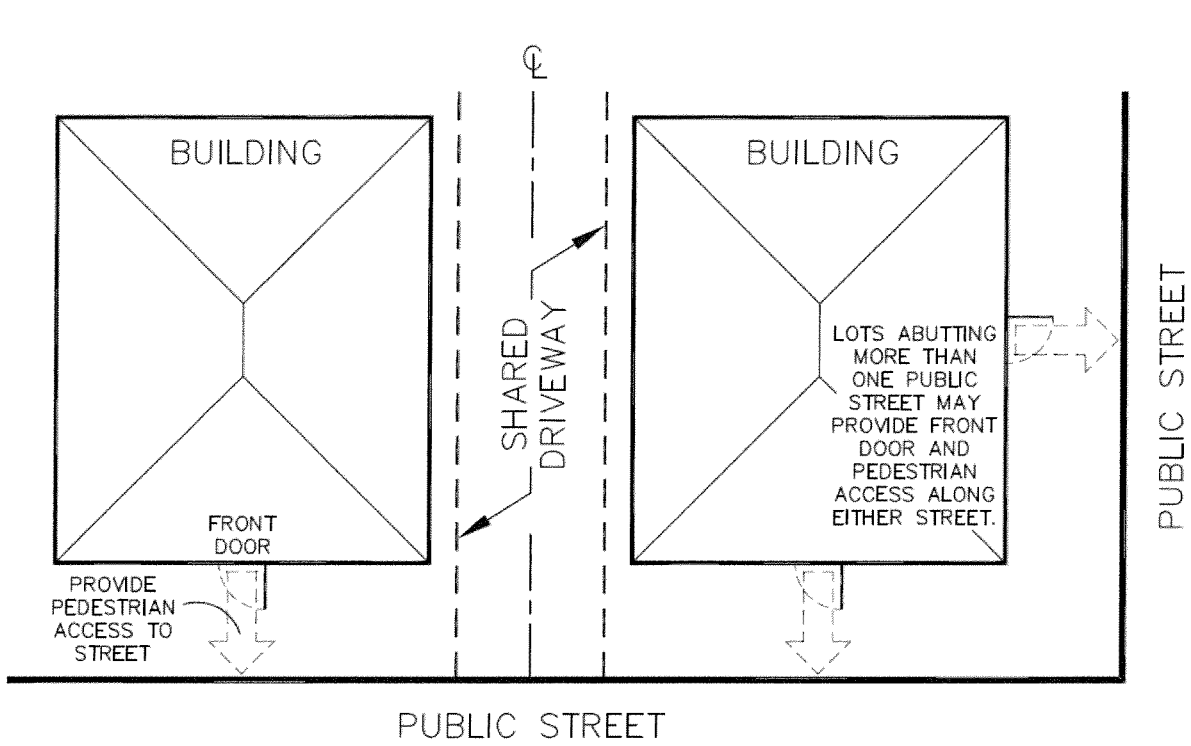 ℄
BUILDING
BUILDING
SHARED
DRIVEWAY
LOTS ABUTTING
MORE THAN
ONE PUBLIC
STREET MAY
PROVIDE FRONT
DOOR AND
PEDESTRIAN
ACCESS ALONG
EITHER STREET.
PUBLIC STREET
FRONT
DOOR
PROVIDE
PEDESTRIAN
ACCESS TO
STREET
PUBLIC STREET